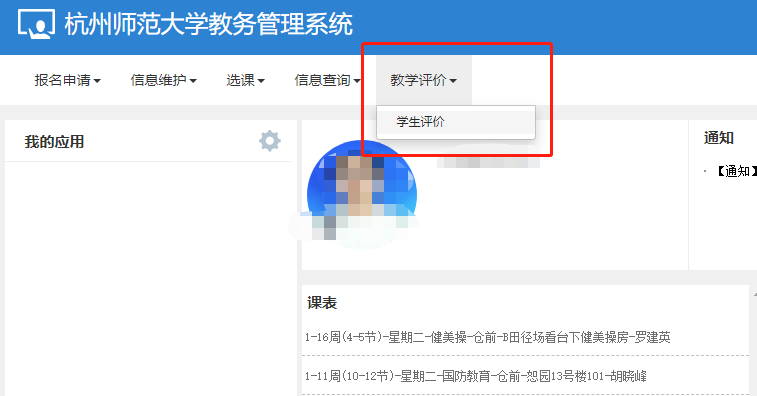 杭州师范大学教务管理系统
报名申请 信息维护 选课 信息查询 教学评价
学生评价
我的应用
通知
【通知】
课表
1-16周(4-5节)-星期二-健美操-仓前-B田径场看台下健美操房-罗建英
1-11周(10-12节)-星期二-国防教育-仓前-恕园13号楼101-胡晓峰